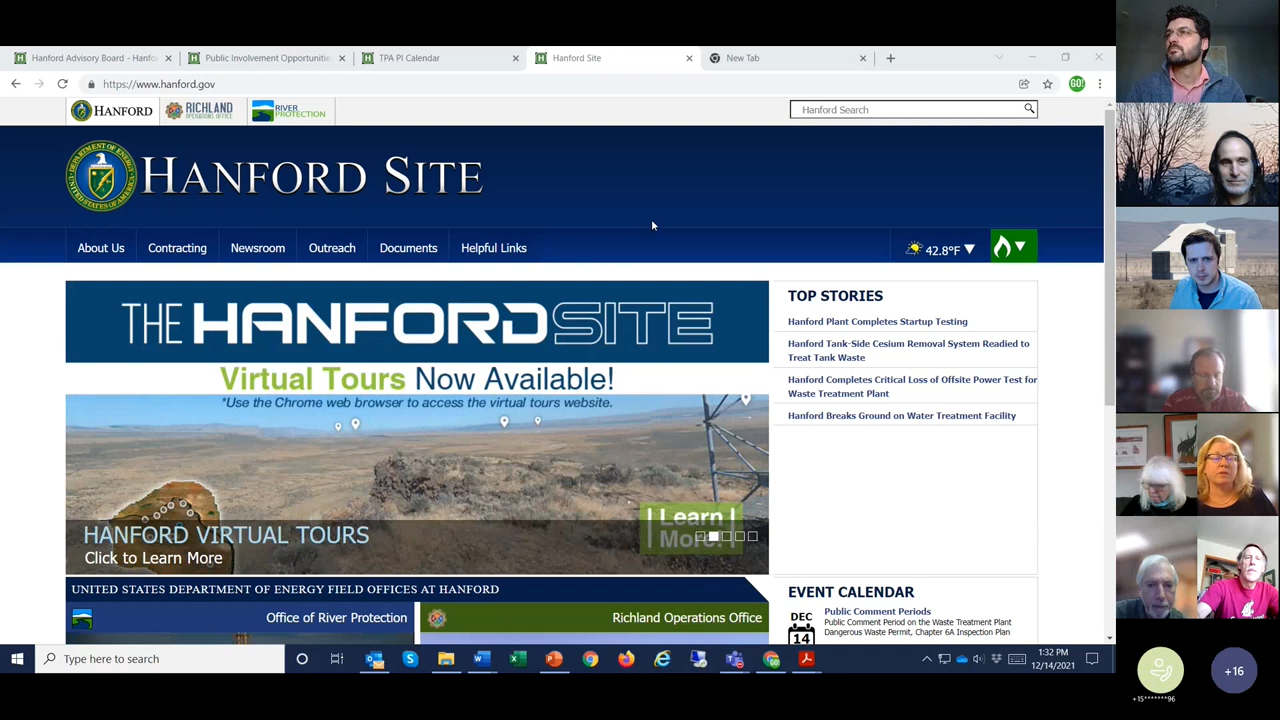 Hanford Advisory Board - Hanfo
Public Involvement Opportunitie
TPA PI Calendar
Hanford Site
New Tab
https://www.hanford.gov
GO!
HANFORD
RICHLAND
OPERATIONS OFFICE
RIVER
PROTECTION
Hanford Search
HANFORD SITE
About Us
Contracting
Newsroom
Outreach
Documents
Helpful Links
42.8°F
THE HANFORDSITE
Virtual Tours Now Available!
*Use the Chrome web browser to access the virtual tours website.
Learn
More!
HANFORD VIRTUAL TOURS
Click to Learn More
TOP STORIES
Hanford Plant Completes Startup Testing
Hanford Tank-Side Cesium Removal System Readied to
Treat Tank Waste
Hanford Completes Critical Loss of Offsite Power Test for
Waste Treatment Plant
Hanford Breaks Ground on Water Treatment Facility
UNITED STATES DEPARTMENT OF ENERGY FIELD OFFICES AT HANFORD
Office of River Protection
Richland Operations Office
EVENT CALENDAR
DEC
14
Public Comment Periods
Public Comment Period on the Waste Treatment Plant
Dangerous Waste Permit, Chapter 6A Inspection Plan
Type here to search
1:32 PM
12/14/2021
+15*******96
+16